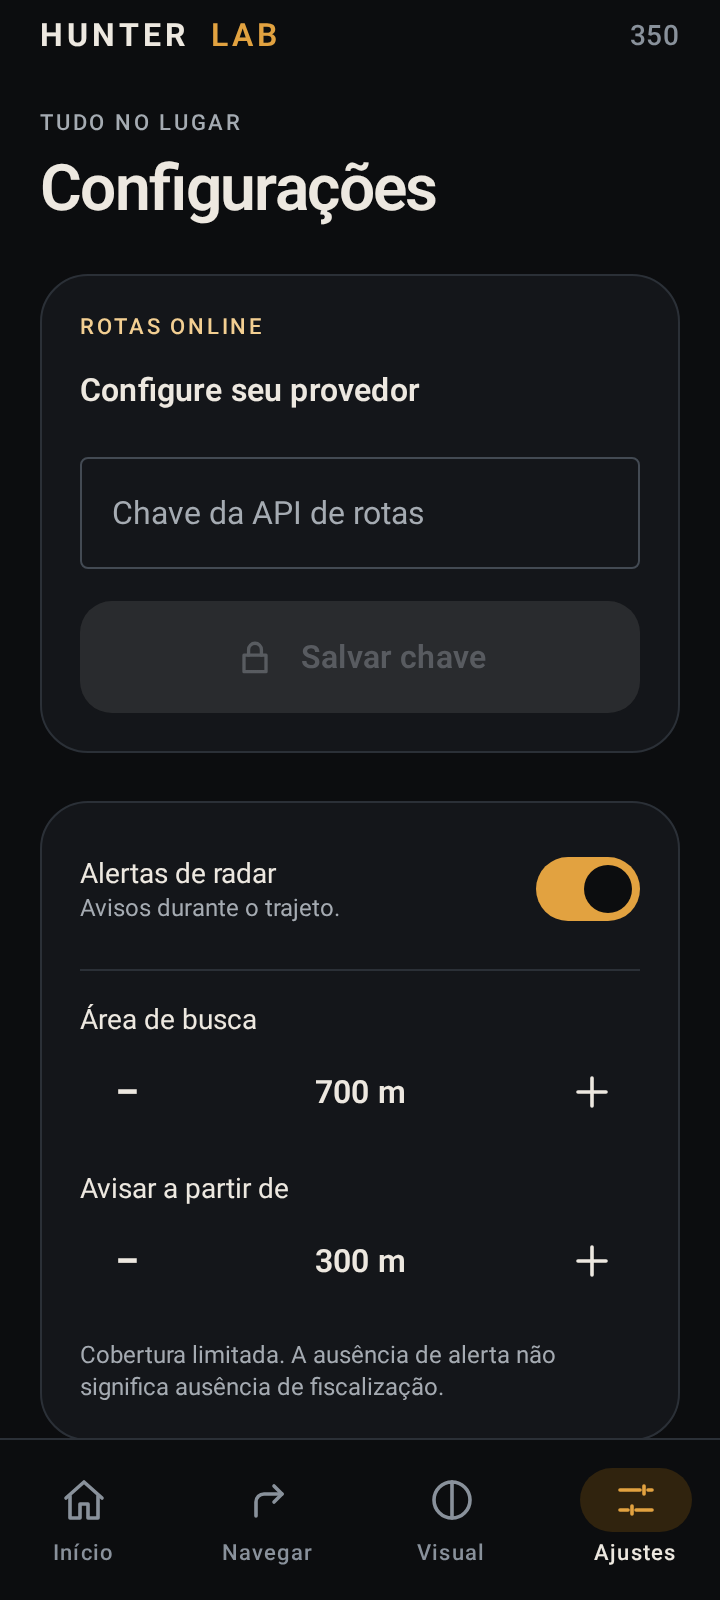 HUNTER LAB
350
TUDO NO LUGAR
Configurações
ROTAS ONLINE
Configure seu provedor
Chave da API de rotas
Salvar chave
Alertas de radar
Avisos durante o trajeto.
Área de busca
− 700 m +
Avisar a partir de
− 300 m +
Cobertura limitada. A ausência de alerta não
significa ausência de fiscalização.
Início Navegar Visual Ajustes